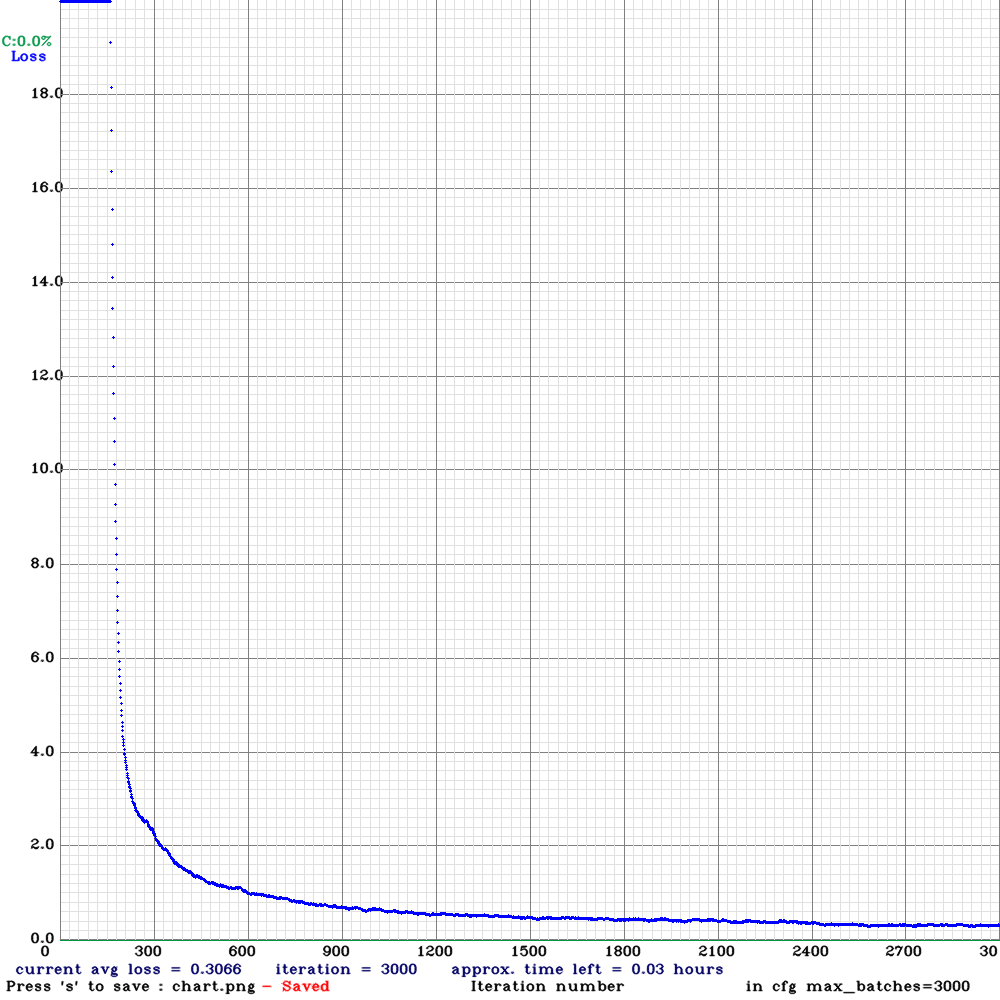 C:0.0%
Loss
18.0
16.0
14.0
12.0
10.0
8.0
6.0
4.0
2.0
0.0
0 300 600 900 1200 1500 1800 2100 2400 2700 30
current avg loss = 0.3066 iteration = 3000 approx. time left = 0.03 hours
Press 's' to save : chart.png - Saved Iteration number in cfg max_batches=3000